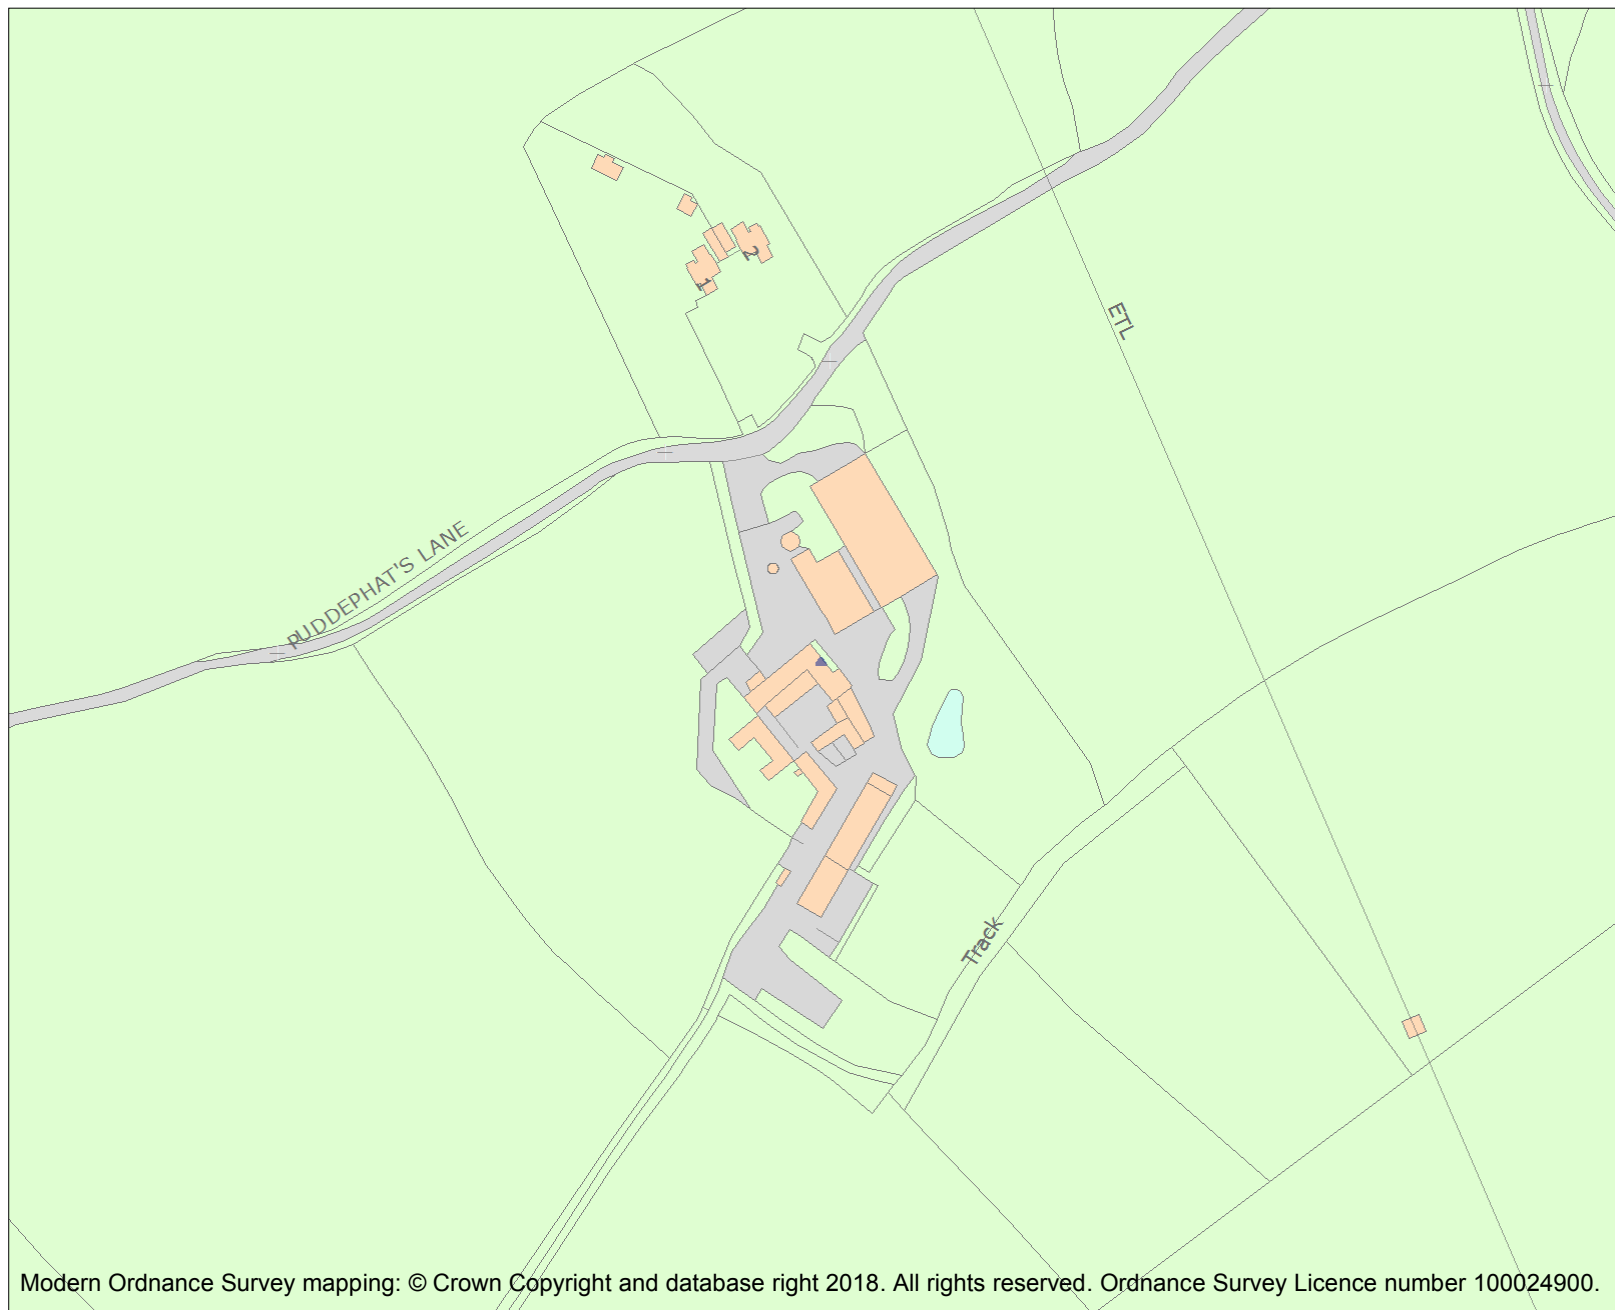 2
1
ETL
PUDDEPHAT'S LANE
Track
Modern Ordnance Survey mapping: © Crown Copyright and database right 2018. All rights reserved. Ordnance Survey Licence number 100024900.